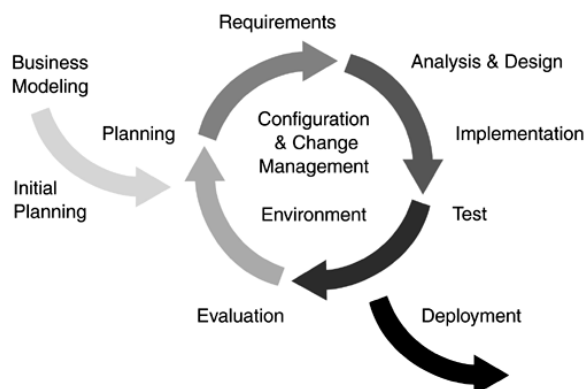 Requirements
Business
Modeling
Analysis & Design
Planning
Configuration
& Change
Management
Implementation
Initial
Planning
Environment
Test
Evaluation
Deployment